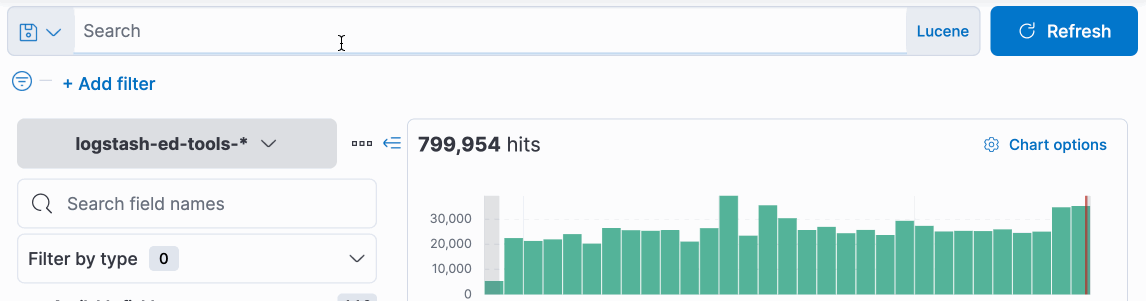 Search
Lucene
Refresh
+ Add filter
logstash-ed-tools-*
799,954 hits
Chart options
Search field names
Filter by type 0
30,000
20,000
10,000
0